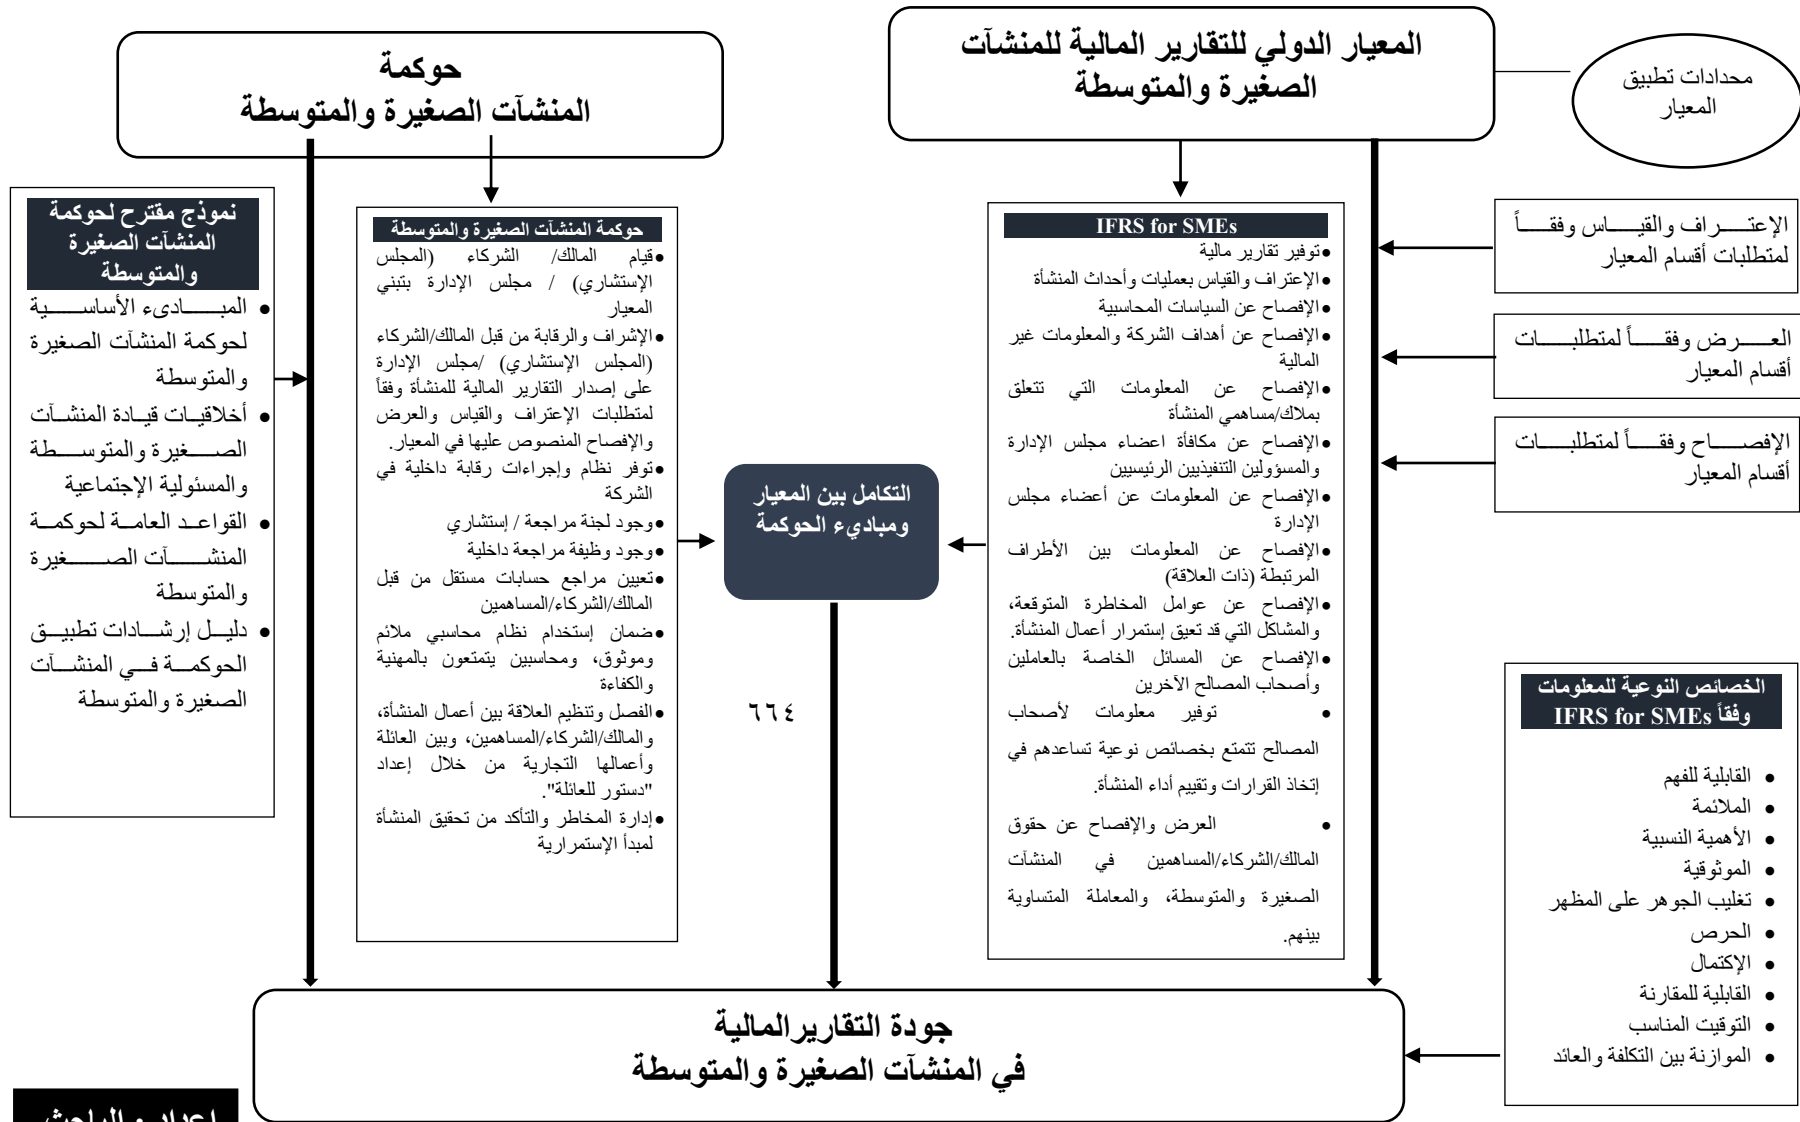 المعيار الدولي للتقارير المالية للمنشآت
الصغيرة والمتوسطة
محدادات تطبيق
المعيار
حوكمة
المنشآت الصغيرة والمتوسطة
الإعتراف والقياس وفقاً
لمتطلبات أقسام المعيار
العرض وفقاً لمتطلبات
أقسام المعيار
الإفصاح وفقاً لمتطلبات
أقسام المعيار
الخصائص النوعية للمعلومات
وفقاً IFRS for SMEs
• القابلية للفهم
• الملائمة
• الأهمية النسبية
• الموثوقية
• تغليب الجوهر على المظهر
• الحرص
• الإكتمال
• القابلية للمقارنة
• التوقيت المناسب
• الموازنة بين التكلفة والعائد
IFRS for SMEs
•توفير تقارير مالية
•الإعتراف والقياس بعمليات وأحداث المنشأة
•الإفصاح عن السياسات المحاسبية
•الإفصاح عن أهداف الشركة والمعلومات غير
المالية
•الإفصاح عن المعلومات التي تتعلق
بملاك/مساهمي المنشأة
•الإفصاح عن مكافأة اعضاء مجلس الإدارة
والمسؤولين التنفيذيين الرئيسيين
•الإفصاح عن المعلومات عن أعضاء مجلس
الإدارة
•الإفصاح عن المعلومات بين الأطراف
المرتبطة (ذات العلاقة)
•الإفصاح عن عوامل المخاطرة المتوقعة،
والمشاكل التي قد تعيق إستمرار أعمال المنشأة.
•الإفصاح عن المسائل الخاصة بالعاملين
وأصحاب المصالح الآخرين
• توفير معلومات لأصحاب
المصالح تتمتع بخصائص نوعية تساعدهم في
إتخاذ القرارات وتقييم أداء المنشأة.
• العرض والإفصاح عن حقوق
المالك/الشركاء/المساهمين في المنشآت
الصغيرة والمتوسطة، والمعاملة المتساوية
بينهم.
التكامل بين المعيار
ومباديء الحوكمة
٦٦٤
حوكمة المنشآت الصغيرة والمتوسطة
•قيام المالك/ الشركاء (المجلس
الإستشاري) / مجلس الإدارة بتبني
المعيار
•الإشراف والرقابة من قبل المالك/الشركاء
(المجلس الإستشاري) /مجلس الإدارة
على إصدار التقارير المالية للمنشأة وفقاً
لمتطلبات الإعتراف والقياس والعرض
والإفصاح المنصوص عليها في المعيار.
•توفر نظام وإجراءات رقابة داخلية في
الشركة
•وجود لجنة مراجعة / إستشاري
•وجود وظيفة مراجعة داخلية
•تعيين مراجع حسابات مستقل من قبل
المالك/الشركاء/المساهمين
•ضمان إستخدام نظام محاسبي ملائم
وموثوق، ومحاسبين يتمتعون بالمهنية
والكفاءة
•الفصل وتنظيم العلاقة بين أعمال المنشأة،
والمالك/الشركاء/المساهمين، وبين العائلة
وأعمالها التجارية من خلال إعداد
"دستور للعائلة".
•إدارة المخاطر والتأكد من تحقيق المنشأة
لمبدأ الإستمرارية
نموذج مقترح لحوكمة
المنشآت الصغيرة
والمتوسطة
• المبادىء الأساسية
لحوكمة المنشآت الصغيرة
والمتوسطة
• أخلاقيات قيادة المنشآت
الصغيرة والمتوسطة
والمسئولية الإجتماعية
• القواعد العامة لحوكمة
المنشآت الصغيرة
والمتوسطة
• دليل إرشادات تطبيق
الحوكمة في المنشآت
الصغيرة والمتوسطة
جودة التقاريرالمالية
في المنشآت الصغيرة والمتوسطة